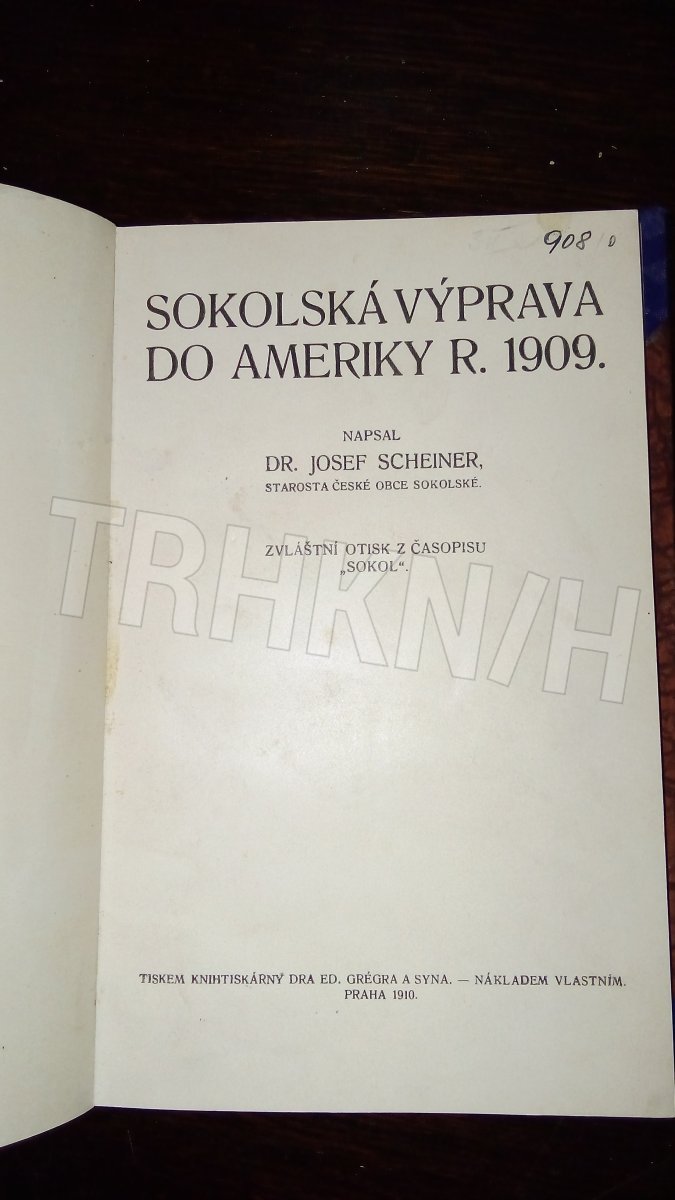 908
SOKOLSKÁ VÝPRAVA
DO AMERIKY R. 1909.
NAPSAL
DR. JOSEF SCHEINER,
STAROSTA ČESKÉ OBCE SOKOLSKÉ.
ZVLÁŠTNÍ OTISK Z ČASOPISU
„SOKOL“.
TRHKNIH
TISKEM KNIHTISKÁRNY DRA ED. GRÉGRA A SYNA. — NÁKLADEM VLASTNÍM.
PRAHA 1910.